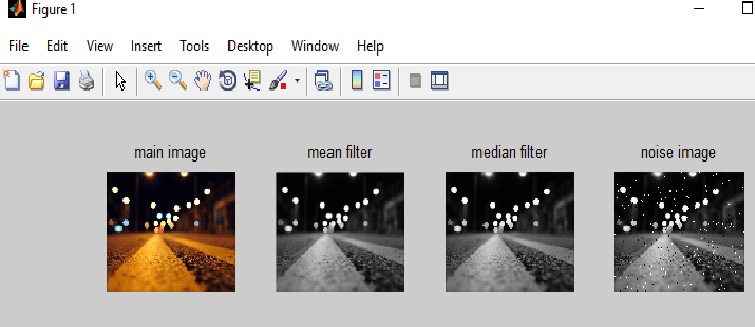 Figure 1
File Edit View Insert Tools Desktop Window Help
main image mean filter median filter noise image